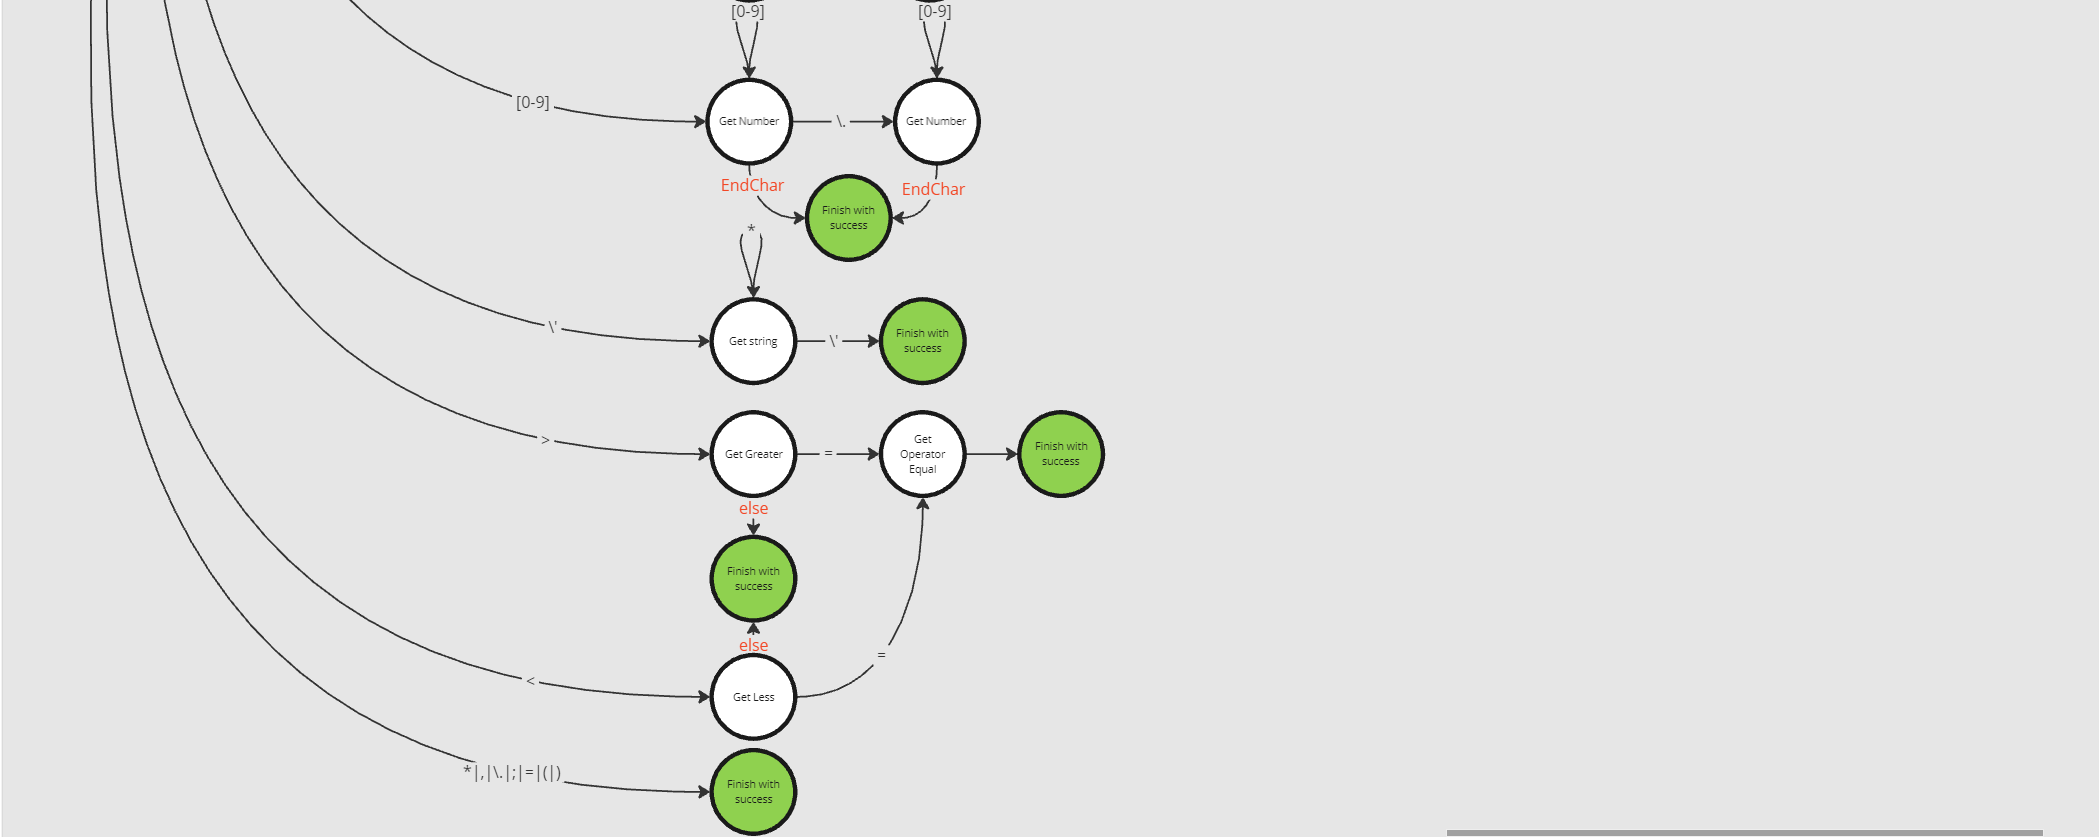 [0-9]
[0-9]
[0-9]
Get Number
\.
Get Number
EndChar
EndChar
Finish with
success
*
\'
Get string
\'
Finish with
success
>
Get Greater
=
Get
Operator
Equal
Finish with
success
else
Finish with
success
else
=
<
Get Less
*|,|\.|;|=|(|)
Finish with
success